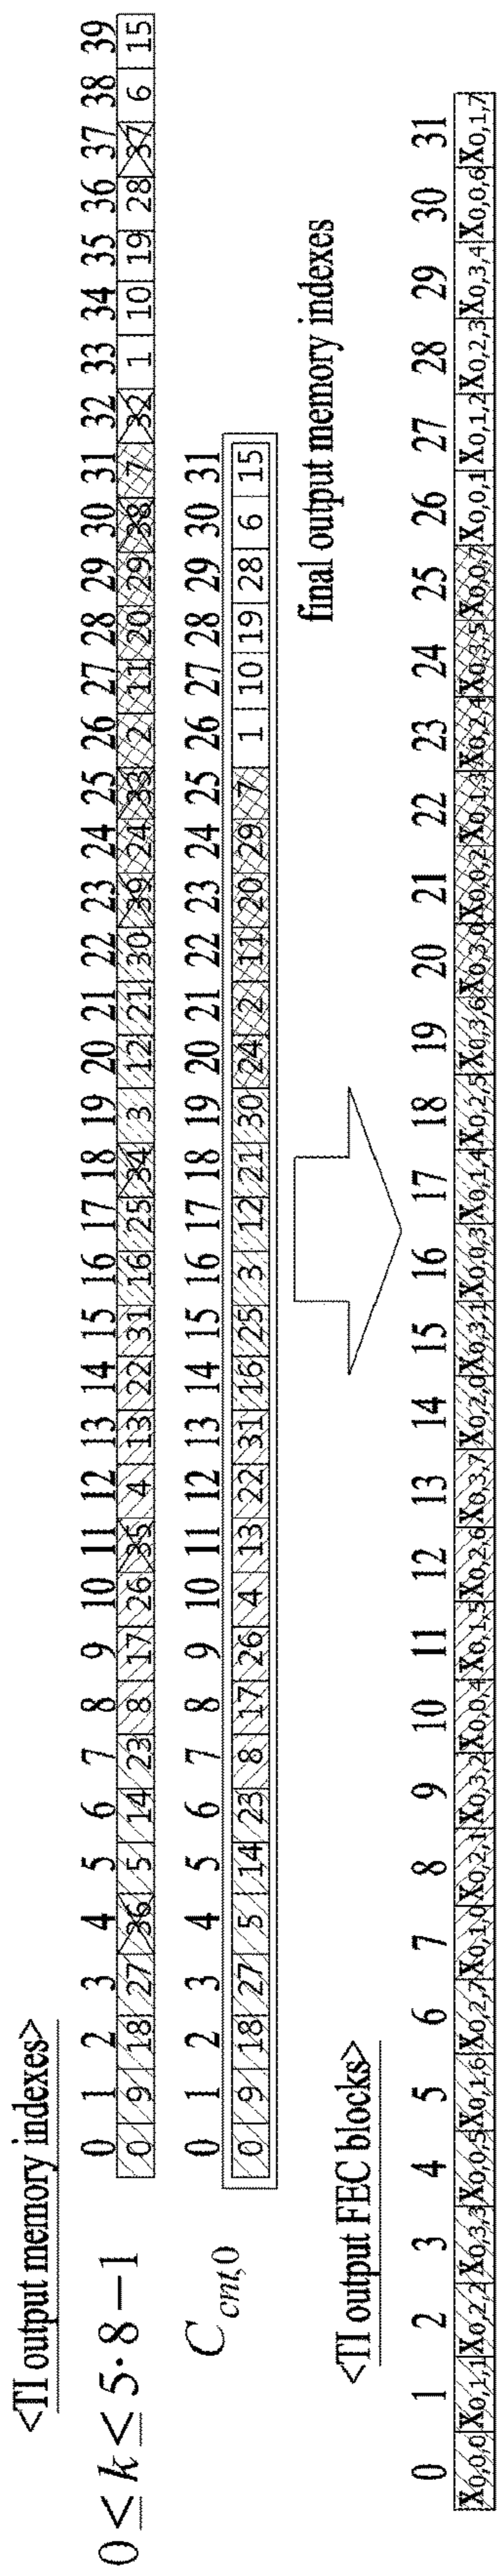 <TI output memory indexes>
0 1 2 3 4 5 6 7 8 9 10 11 12 13 14 15 16 17 18 19 20 21 22 23 24 25 26 27 28 29 30 31 32 33 34 35 36 37 38 39
0≤k≤5·8−1 0 9 18 27 36 5 14 23 8 17 26 35 4 13 22 31 16 25 34 3 12 21 30 39 24 33 2 11 20 29 38 7 32 1 10 19 28 37 6 15
0 1 2 3 4 5 6 7 8 9 10 11 12 13 14 15 16 17 18 19 20 21 22 23 24 25 26 27 28 29 30 31
C_{cnt,0} 0 9 18 27 5 14 23 8 17 26 4 13 22 31 16 25 3 12 21 30 24 2 11 20 29 7 1 10 19 28 6 15
final output memory indexes
<TI output FEC blocks>
0 1 2 3 4 5 6 7 8 9 10 11 12 13 14 15 16 17 18 19 20 21 22 23 24 25 26 27 28 29 30 31
X0,0,0 X0,1,1 X0,2,2 X0,3,3 X0,0,5 X0,1,6 X0,2,7 X0,1,0 X0,2,1 X0,3,2 X0,0,4 X0,1,5 X0,2,6 X0,3,7 X0,2,0 X0,3,1 X0,0,3 X0,1,4 X0,2,5 X0,3,6 X0,3,0 X0,0,2 X0,1,3 X0,2,4 X0,3,5 X0,0,7 X0,0,1 X0,1,2 X0,2,3 X0,3,4 X0,0,6 X0,1,7